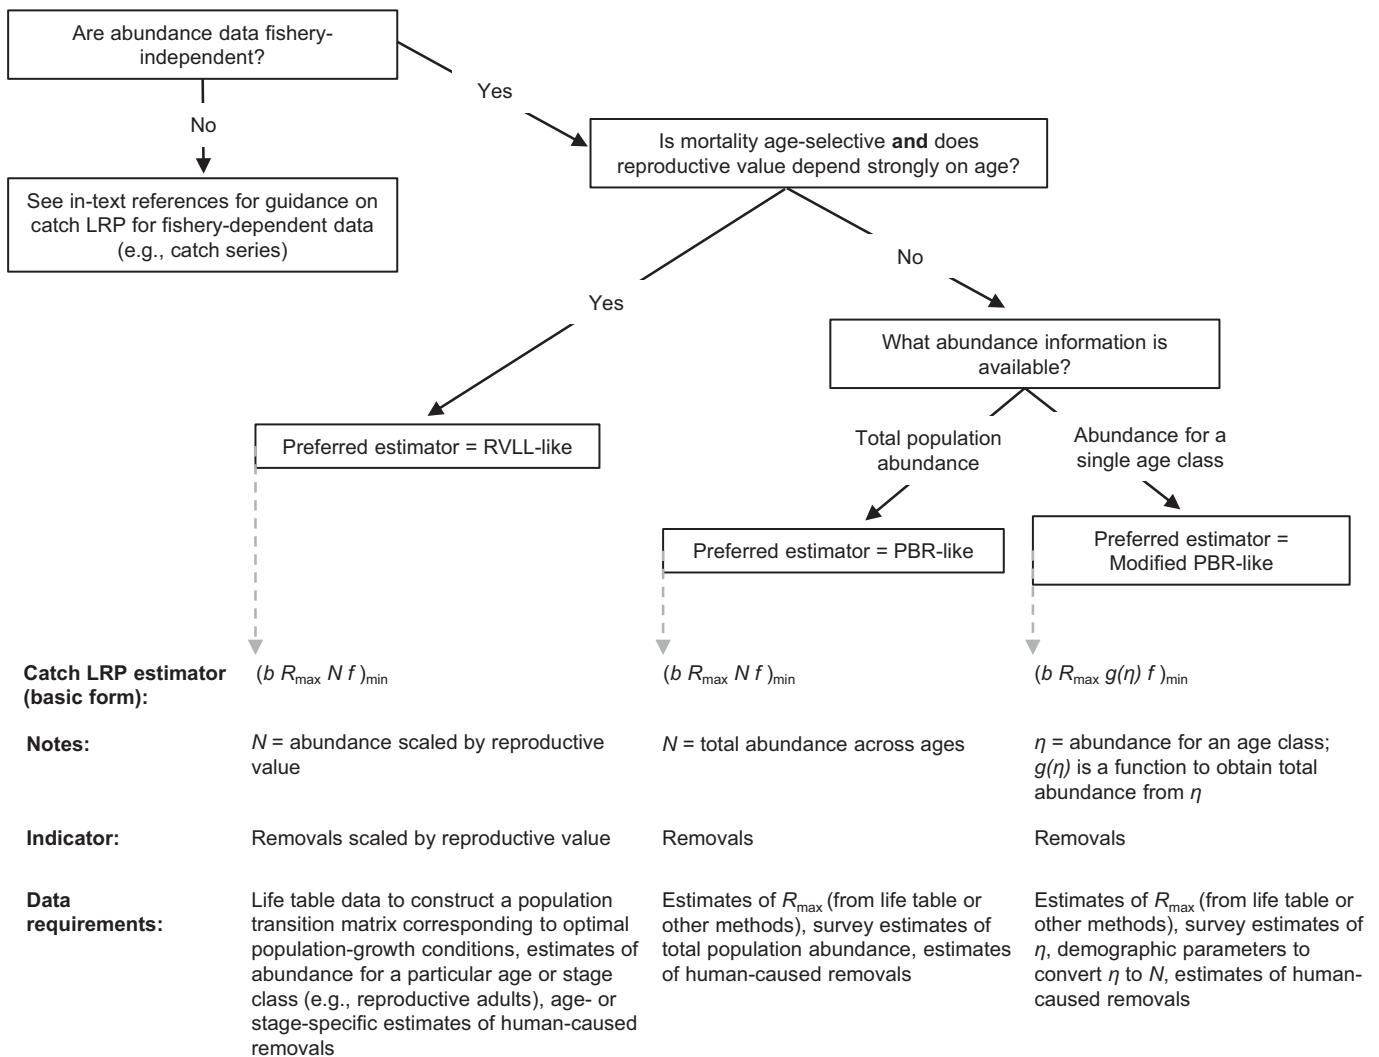 Are abundance data fishery-
independent?
Yes
No
Is mortality age-selective and does
reproductive value depend strongly on age?
See in-text references for guidance on
catch LRP for fishery-dependent data
(e.g., catch series)
No
Yes
What abundance information is
available?
Preferred estimator = RVLL-like
Total population
abundance
Abundance for a
single age class
Preferred estimator = PBR-like
Preferred estimator =
Modified PBR-like
Catch LRP estimator
(basic form):
(b Rmax N f )min
(b Rmax N f )min
(b Rmax g(η) f )min
Notes:
N = abundance scaled by reproductive
value
N = total abundance across ages
η = abundance for an age class;
g(η) is a function to obtain total
abundance from η
Indicator:
Removals scaled by reproductive value
Removals
Removals
Data
requirements:
Life table data to construct a population
transition matrix corresponding to optimal
population-growth conditions, estimates of
abundance for a particular age or stage
class (e.g., reproductive adults), age- or
stage-specific estimates of human-caused
removals
Estimates of Rmax (from life table or
other methods), survey estimates of
total population abundance, estimates
of human-caused removals
Estimates of Rmax (from life table or
other methods), survey estimates of
η, demographic parameters to
convert η to N, estimates of human-
caused removals